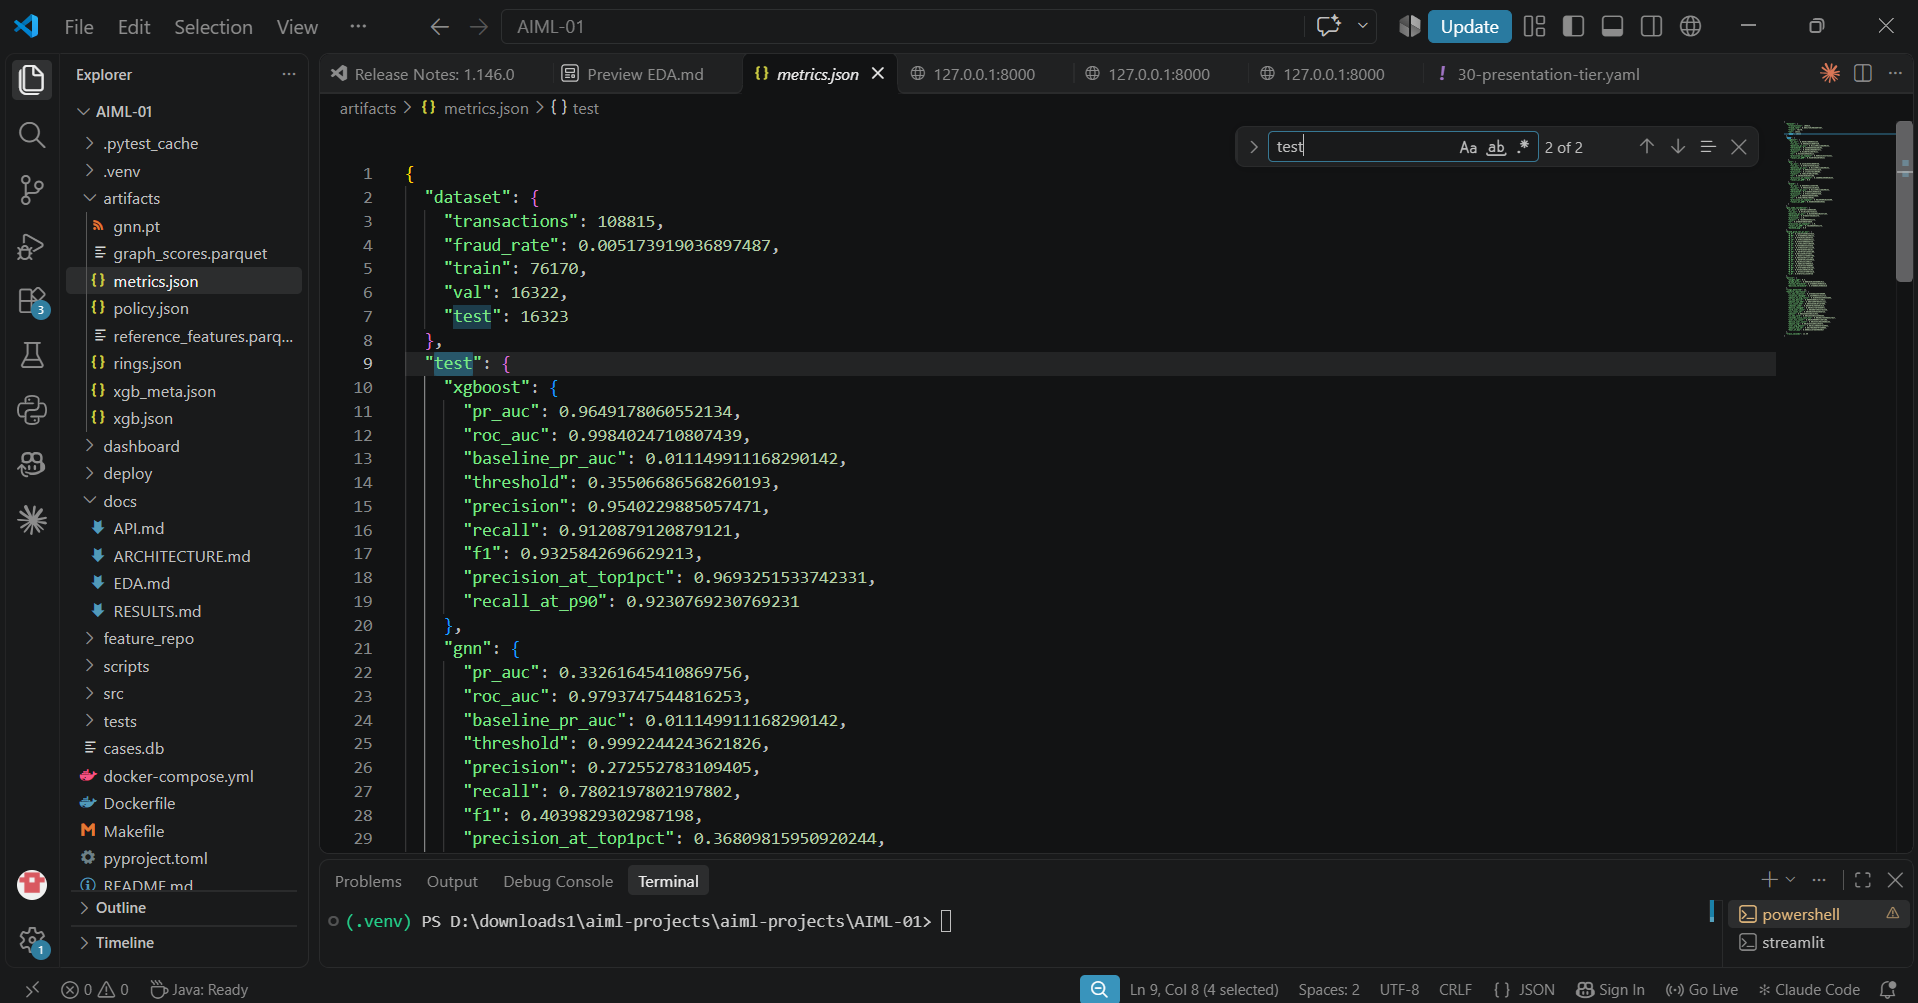 File Edit Selection View ··· AIML-01 Update
Explorer ···
AIML-01
.pytest_cache
.venv
artifacts
gnn.pt
graph_scores.parquet
metrics.json
policy.json
reference_features.parq...
rings.json
xgb_meta.json
xgb.json
dashboard
deploy
docs
API.md
ARCHITECTURE.md
EDA.md
RESULTS.md
feature_repo
scripts
src
tests
cases.db
docker-compose.yml
Dockerfile
Makefile
pyproject.toml
README.md
Outline
Timeline
3
1
Release Notes: 1.146.0 Preview EDA.md {} metrics.json 127.0.0.1:8000 127.0.0.1:8000 127.0.0.1:8000 ! 30-presentation-tier.yaml
artifacts > {} metrics.json > {} test
test Aa ab .* 2 of 2
1 {
2 "dataset": {
3 "transactions": 108815,
4 "fraud_rate": 0.005173919036897487,
5 "train": 76170,
6 "val": 16322,
7 "test": 16323
8 },
9 "test": {
10 "xgboost": {
11 "pr_auc": 0.9649178060552134,
12 "roc_auc": 0.9984024710807439,
13 "baseline_pr_auc": 0.011149911168290142,
14 "threshold": 0.35506686568260193,
15 "precision": 0.9540229885057471,
16 "recall": 0.9120879120879121,
17 "f1": 0.9325842696629213,
18 "precision_at_top1pct": 0.9693251533742331,
19 "recall_at_p90": 0.9230769230769231
20 },
21 "gnn": {
22 "pr_auc": 0.33261645410869756,
23 "roc_auc": 0.9793747544816253,
24 "baseline_pr_auc": 0.011149911168290142,
25 "threshold": 0.9992244243621826,
26 "precision": 0.272552783109405,
27 "recall": 0.7802197802197802,
28 "f1": 0.4039829302987198,
29 "precision_at_top1pct": 0.36809815950920244,
Problems Output Debug Console Terminal
(.venv) PS D:\downloads1\aiml-projects\aiml-projects\AIML-01>
powershell
streamlit
0 0 Java: Ready Ln 9, Col 8 (4 selected) Spaces: 2 UTF-8 CRLF {} JSON Sign In Go Live Claude Code